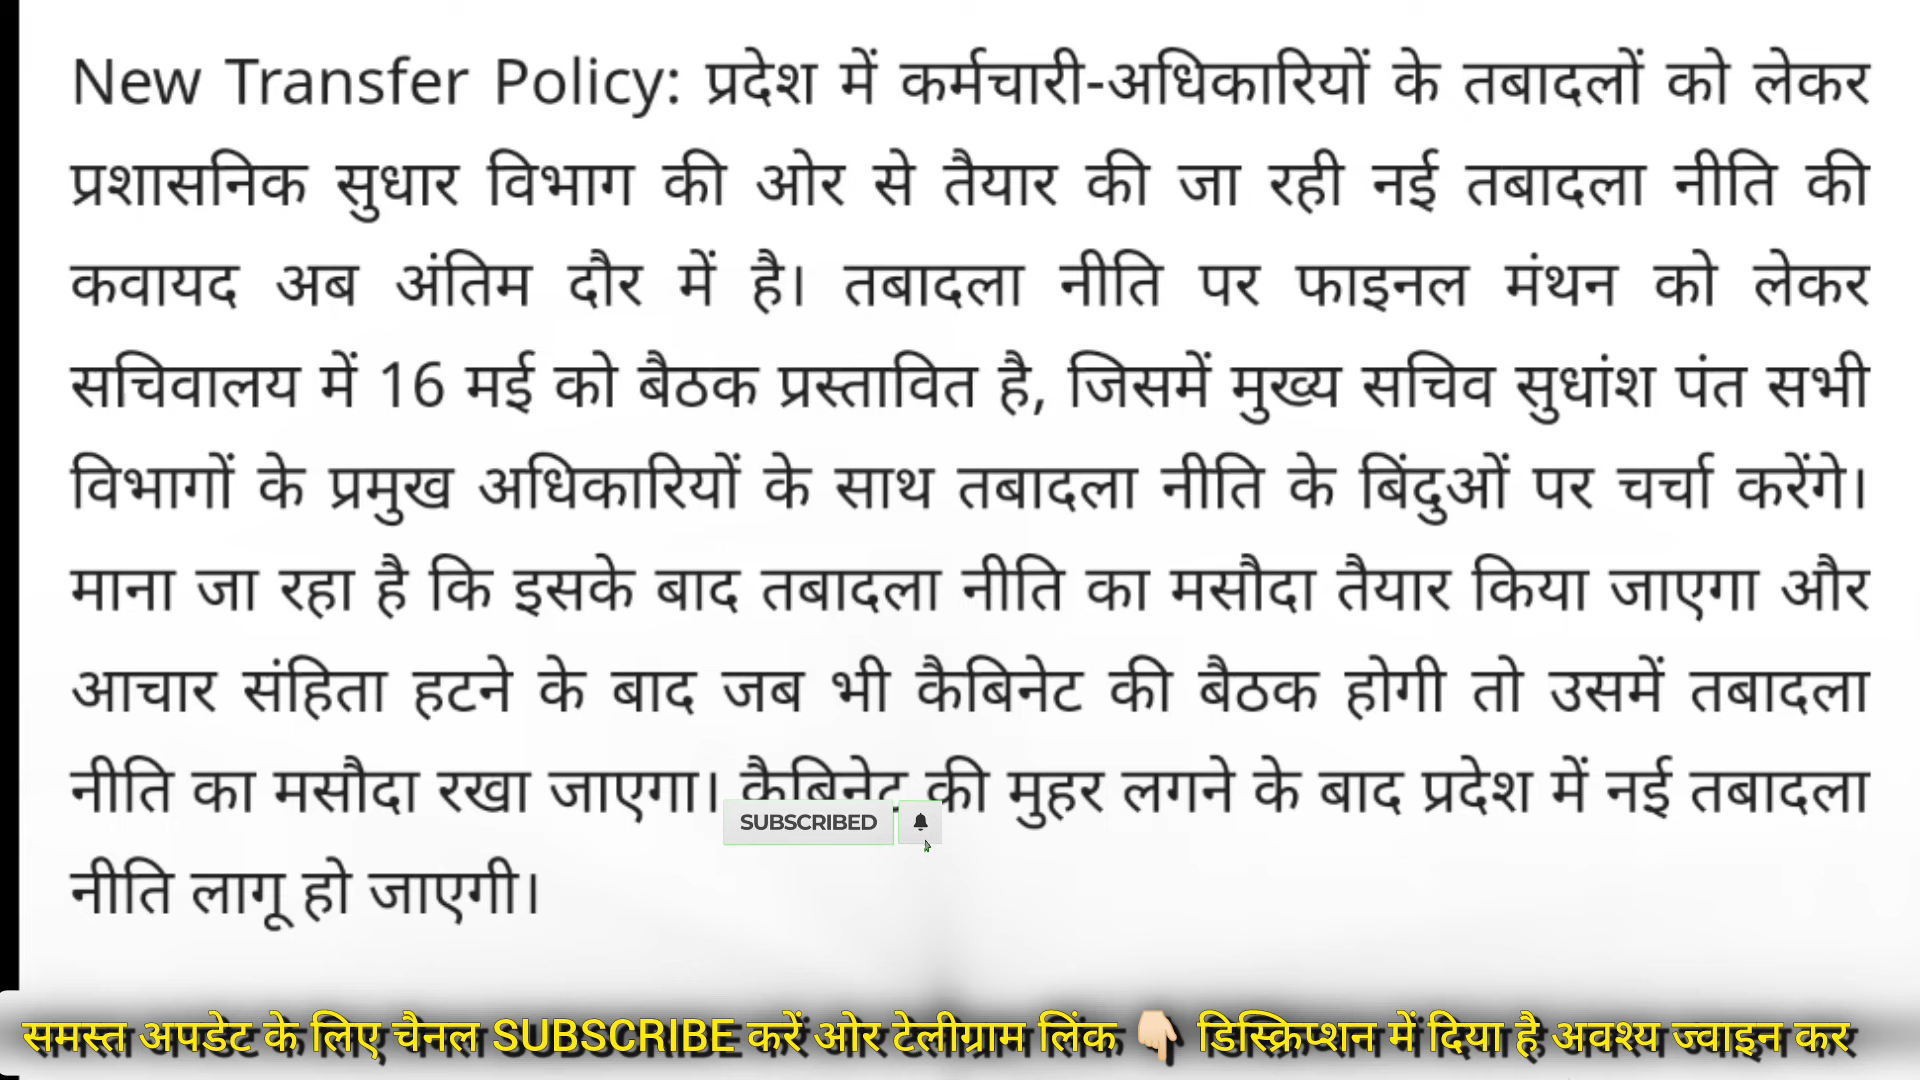 New Transfer Policy: प्रदेश में कर्मचारी-अधिकारियों के तबादलों को लेकर
प्रशासनिक सुधार विभाग की ओर से तैयार की जा रही नई तबादला नीति की
कवायद अब अंतिम दौर में है। तबादला नीति पर फाइनल मंथन को लेकर
सचिवालय में 16 मई को बैठक प्रस्तावित है, जिसमें मुख्य सचिव सुधांश पंत सभी
विभागों के प्रमुख अधिकारियों के साथ तबादला नीति के बिंदुओं पर चर्चा करेंगे।
माना जा रहा है कि इसके बाद तबादला नीति का मसौदा तैयार किया जाएगा और
आचार संहिता हटने के बाद जब भी कैबिनेट की बैठक होगी तो उसमें तबादला
नीति का मसौदा रखा जाएगा। कैबिनेट की मुहर लगने के बाद प्रदेश में नई तबादला
SUBSCRIBED
नीति लागू हो जाएगी।
समस्त अपडेट के लिए चैनल SUBSCRIBE करें ओर टेलीग्राम लिंक 👇🏻 डिस्क्रिप्शन में दिया है अवश्य ज्वाइन कर